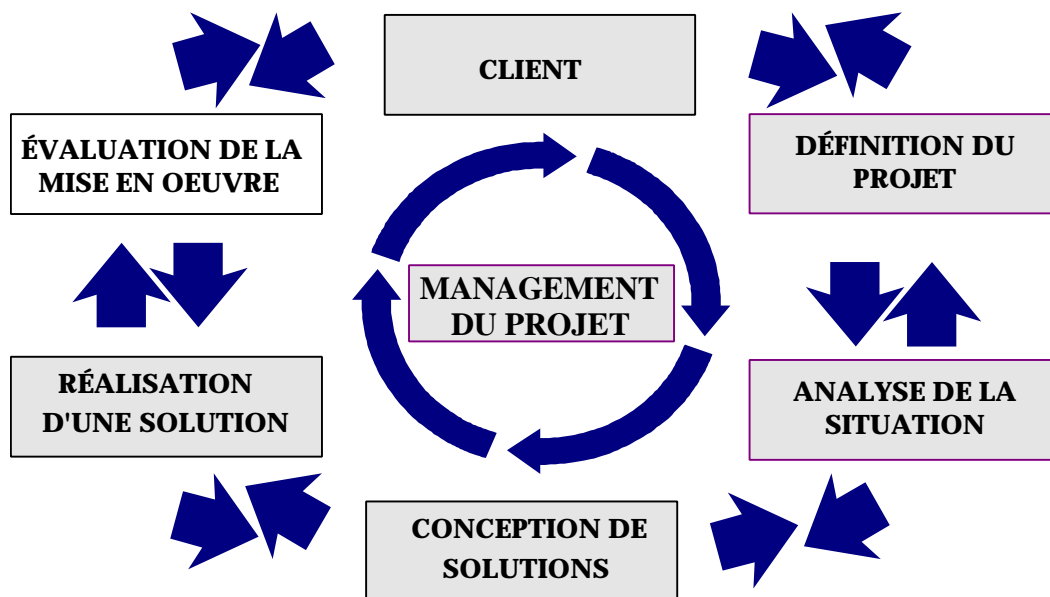 CLIENT
ÉVALUATION DE LA
MISE EN OEUVRE
DÉFINITION DU
PROJET
MANAGEMENT
DU PROJET
RÉALISATION
D'UNE SOLUTION
ANALYSE DE LA
SITUATION
CONCEPTION DE
SOLUTIONS